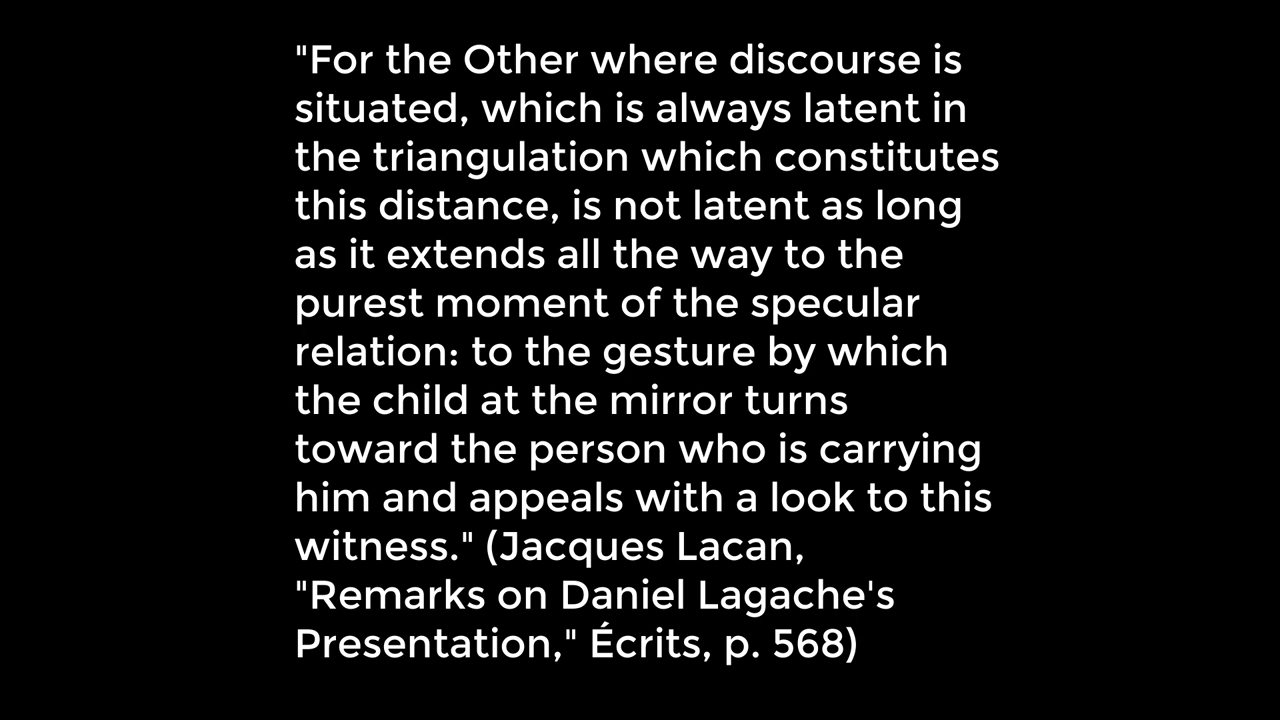 "For the Other where discourse is
situated, which is always latent in
the triangulation which constitutes
this distance, is not latent as long
as it extends all the way to the
purest moment of the specular
relation: to the gesture by which
the child at the mirror turns
toward the person who is carrying
him and appeals with a look to this
witness." (Jacques Lacan,
"Remarks on Daniel Lagache's
Presentation," Écrits, p. 568)